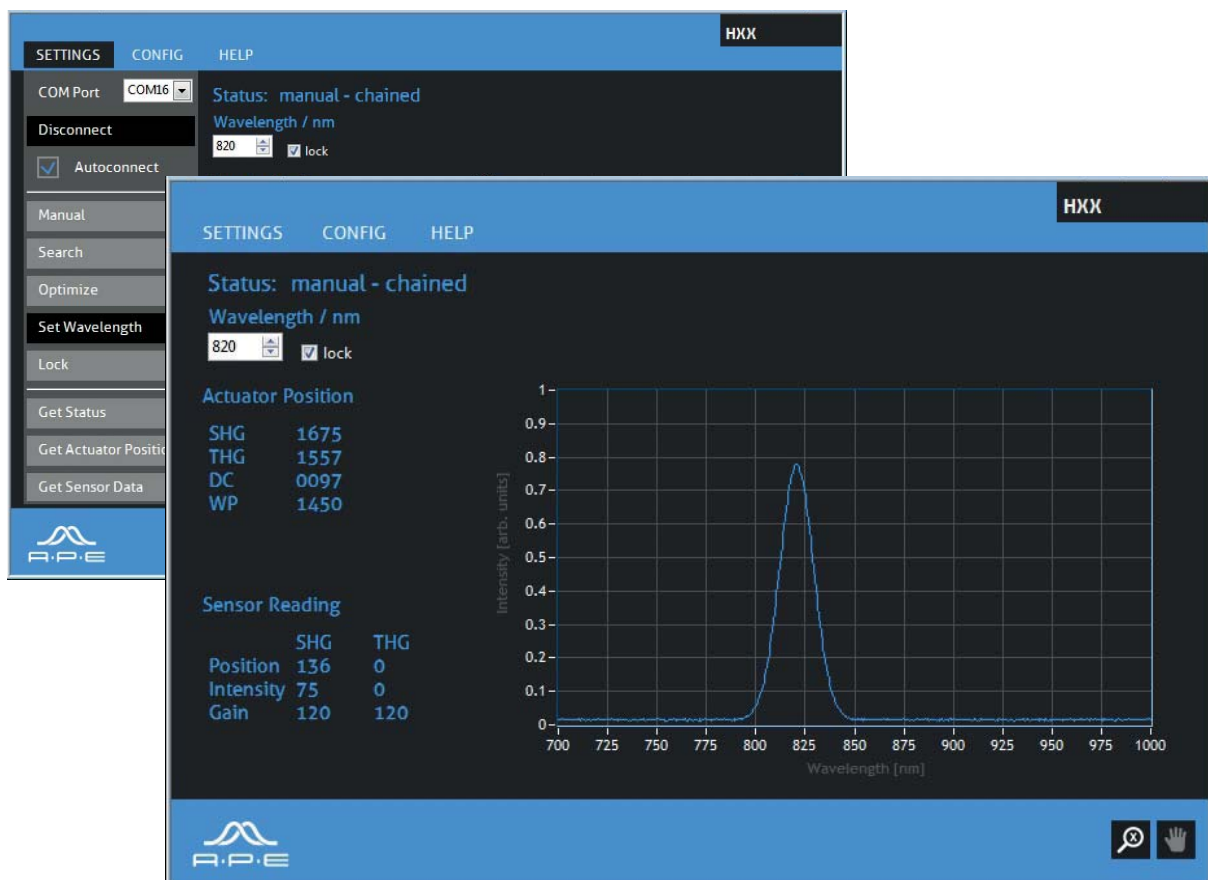 HXX
SETTINGS CONFIG HELP
COM Port COM16
Status: manual - chained
Disconnect
Wavelength / nm
820 lock
Autoconnect
Manual
Search
Optimize
Set Wavelength
Lock
Get Status
Get Actuator Positio
Get Sensor Data
A·P·E
HXX
SETTINGS CONFIG HELP
Status: manual - chained
Wavelength / nm
820 lock
Actuator Position
SHG 1675
THG 1557
DC 0097
WP 1450
Sensor Reading
SHG THG
Position 136 0
Intensity 75 0
Gain 120 120
Intensity [arb. units]
1
0.9
0.8
0.7
0.6
0.5
0.4
0.3
0.2
0.1
0
700 725 750 775 800 825 850 875 900 925 950 975 1000
Wavelength [nm]
A·P·E
X